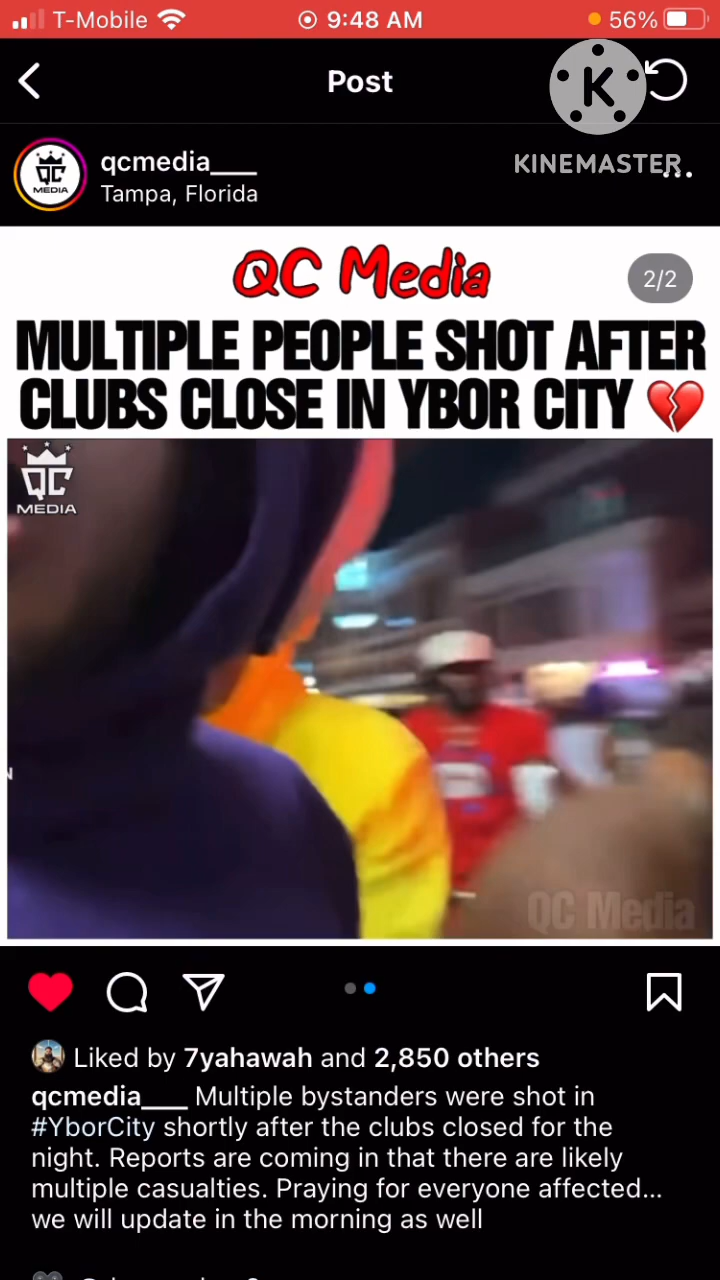 T-Mobile 9:48 AM 56%
Post
K
KINEMASTER
QC
MEDIA
qcmedia___
Tampa, Florida
QC Media
2/2
MULTIPLE PEOPLE SHOT AFTER
CLUBS CLOSE IN YBOR CITY 💔
QC
MEDIA
N
QC Media
Liked by 7yahawah and 2,850 others
qcmedia___ Multiple bystanders were shot in
#YborCity shortly after the clubs closed for the
night. Reports are coming in that there are likely
multiple casualties. Praying for everyone affected...
we will update in the morning as well